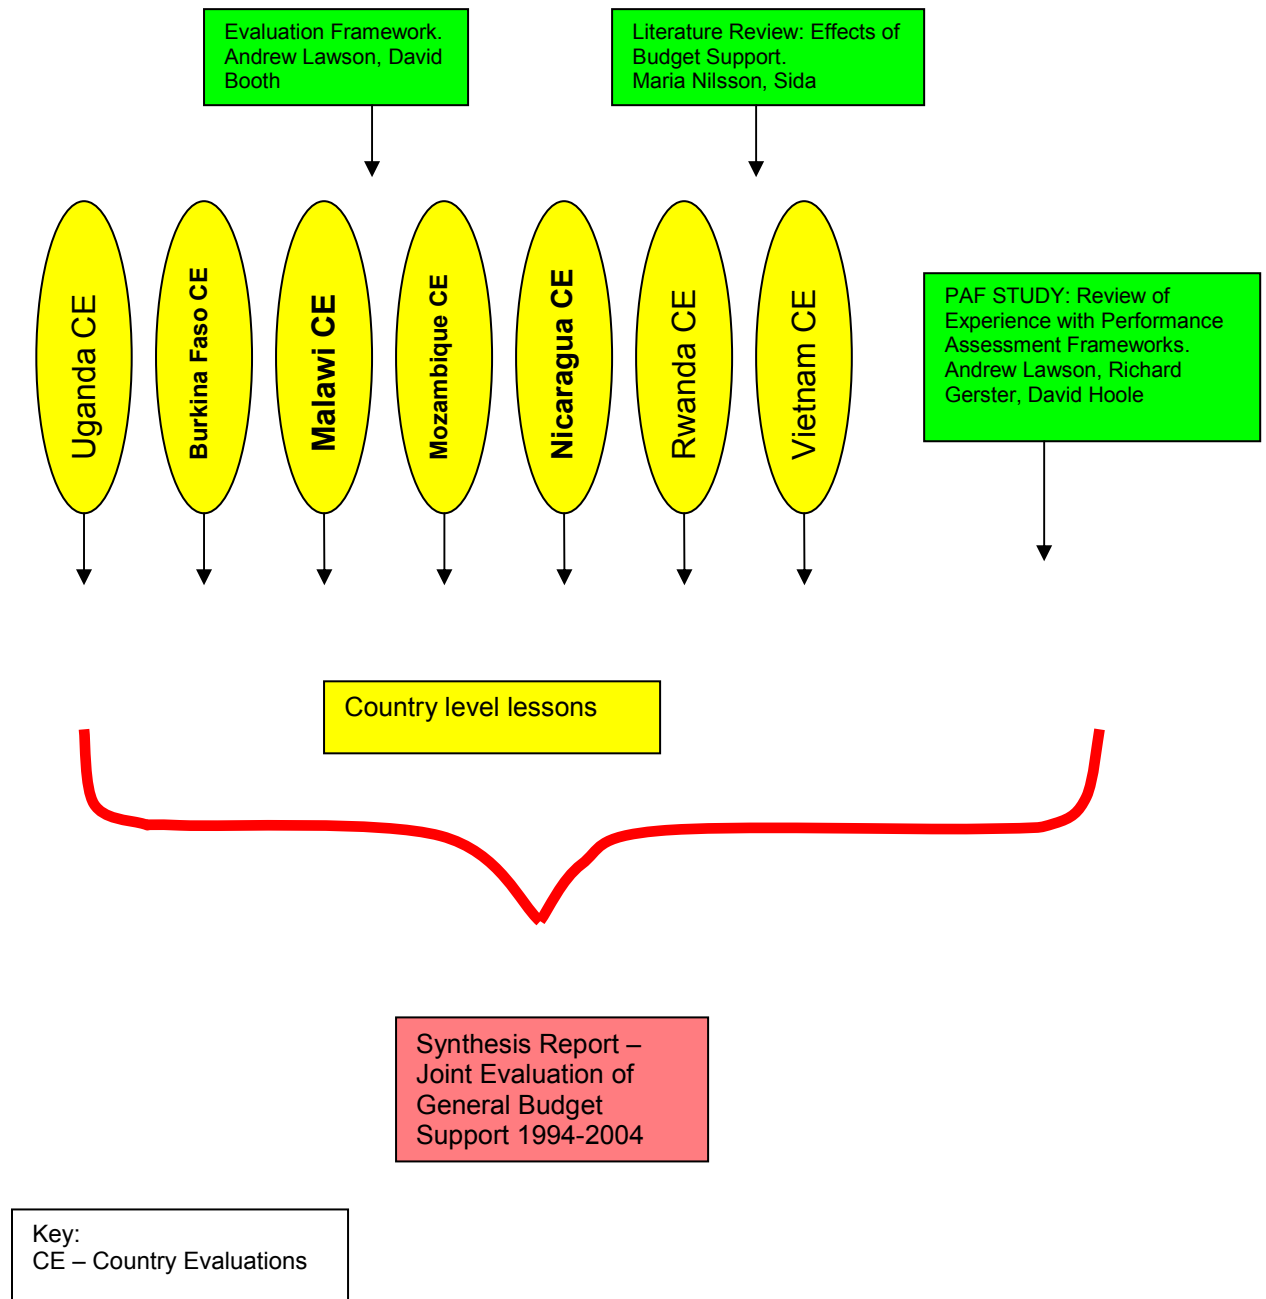 Evaluation Framework.
Andrew Lawson, David
Booth
Literature Review: Effects of
Budget Support.
Maria Nilsson, Sida
Uganda CE
Burkina Faso CE
Malawi CE
Mozambique CE
Nicaragua CE
Rwanda CE
Vietnam CE
PAF STUDY: Review of
Experience with Performance
Assessment Frameworks.
Andrew Lawson, Richard
Gerster, David Hoole
Country level lessons
Synthesis Report –
Joint Evaluation of
General Budget
Support 1994-2004
Key:
CE – Country Evaluations